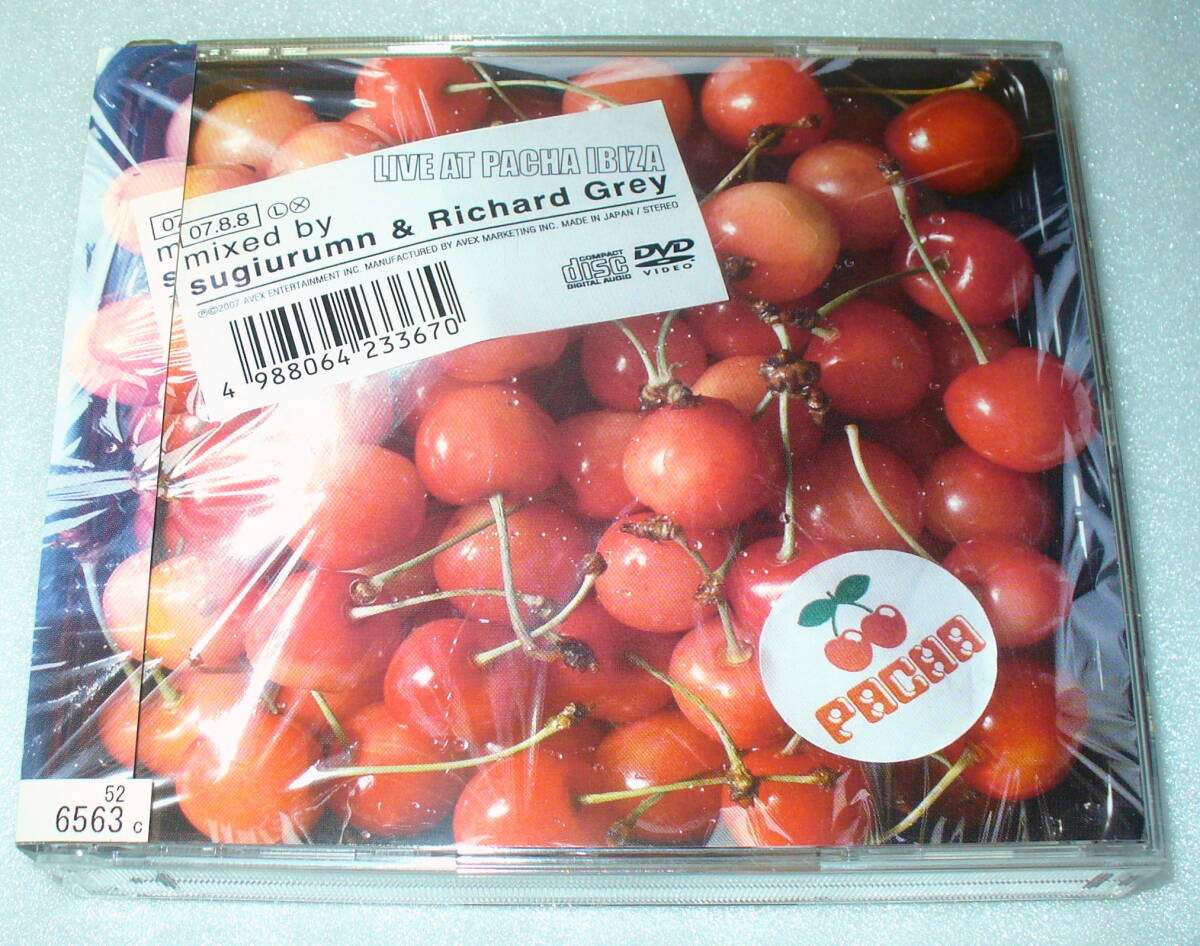 LIVE AT PACHA IBIZA
07
07.8.8 L X
m
mixed by
s
sugiurumn & Richard Grey
℗©2007 AVEX ENTERTAINMENT INC. MANUFACTURED BY AVEX MARKETING INC. MADE IN JAPAN / STEREO
COMPACT
disc
DIGITAL AUDIO
DVD
VIDEO
4 988064 233670
PACHA
52
6563 c